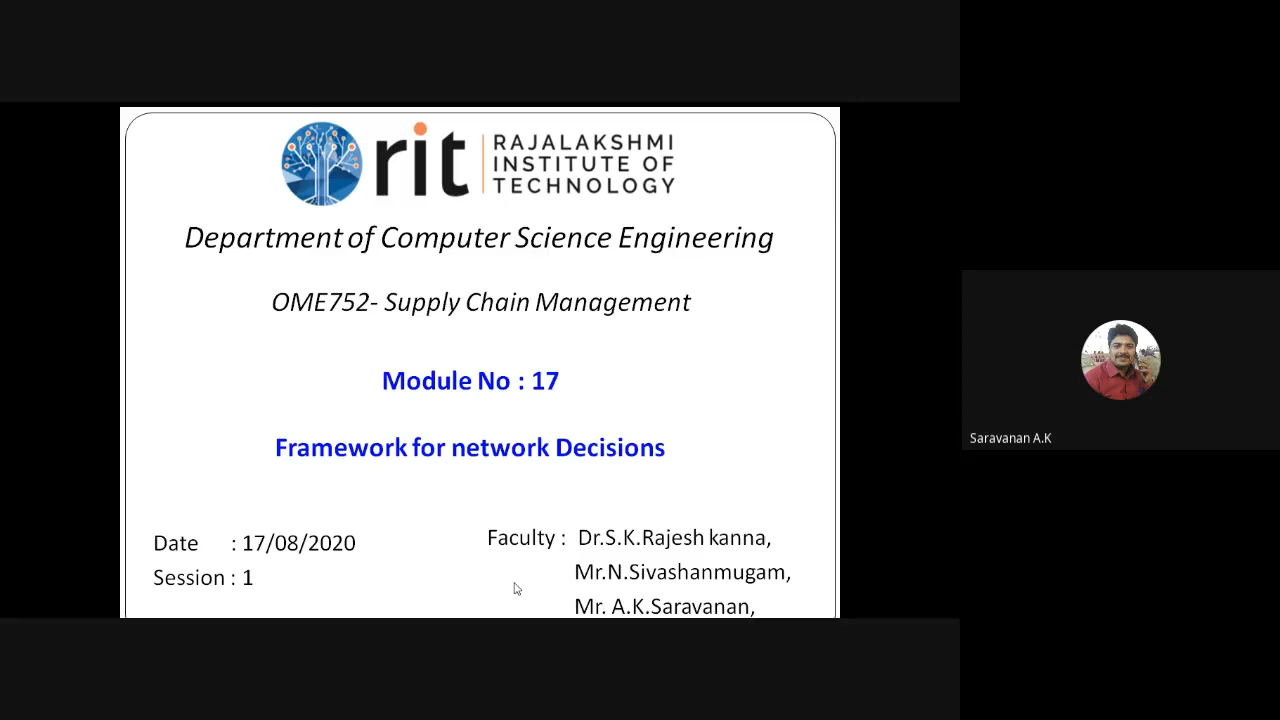 rit RAJALAKSHMI
INSTITUTE OF
TECHNOLOGY
Department of Computer Science Engineering
OME752- Supply Chain Management
Module No : 17
Framework for network Decisions
Date : 17/08/2020
Session : 1
Faculty : Dr.S.K.Rajesh kanna,
Mr.N.Sivashanmugam,
Mr. A.K.Saravanan,
Saravanan A.K